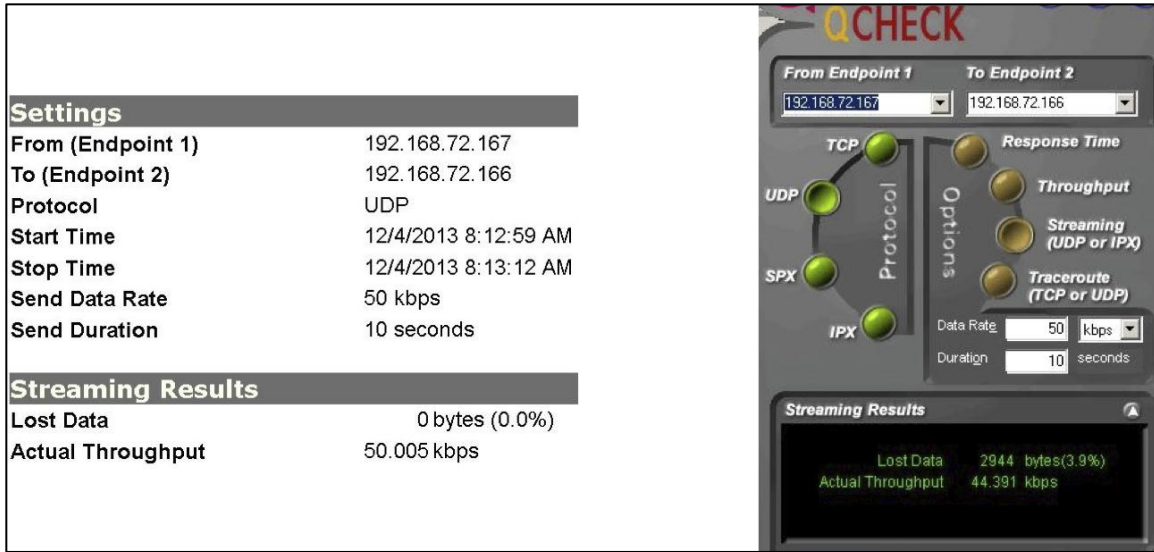 Settings
From (Endpoint 1) 192.168.72.167
To (Endpoint 2) 192.168.72.166
Protocol UDP
Start Time 12/4/2013 8:12:59 AM
Stop Time 12/4/2013 8:13:12 AM
Send Data Rate 50 kbps
Send Duration 10 seconds
Streaming Results
Lost Data 0 bytes (0.0%)
Actual Throughput 50.005 kbps
QCHECK
From Endpoint 1 To Endpoint 2
192.168.72.167 192.168.72.166
TCP
UDP
SPX
IPX
Protocol
Options
Response Time
Throughput
Streaming
(UDP or IPX)
Traceroute
(TCP or UDP)
Data Rate 50 kbps
Duration 10 seconds
Streaming Results
Lost Data 2944 bytes(3.9%)
Actual Throughput 44.391 kbps